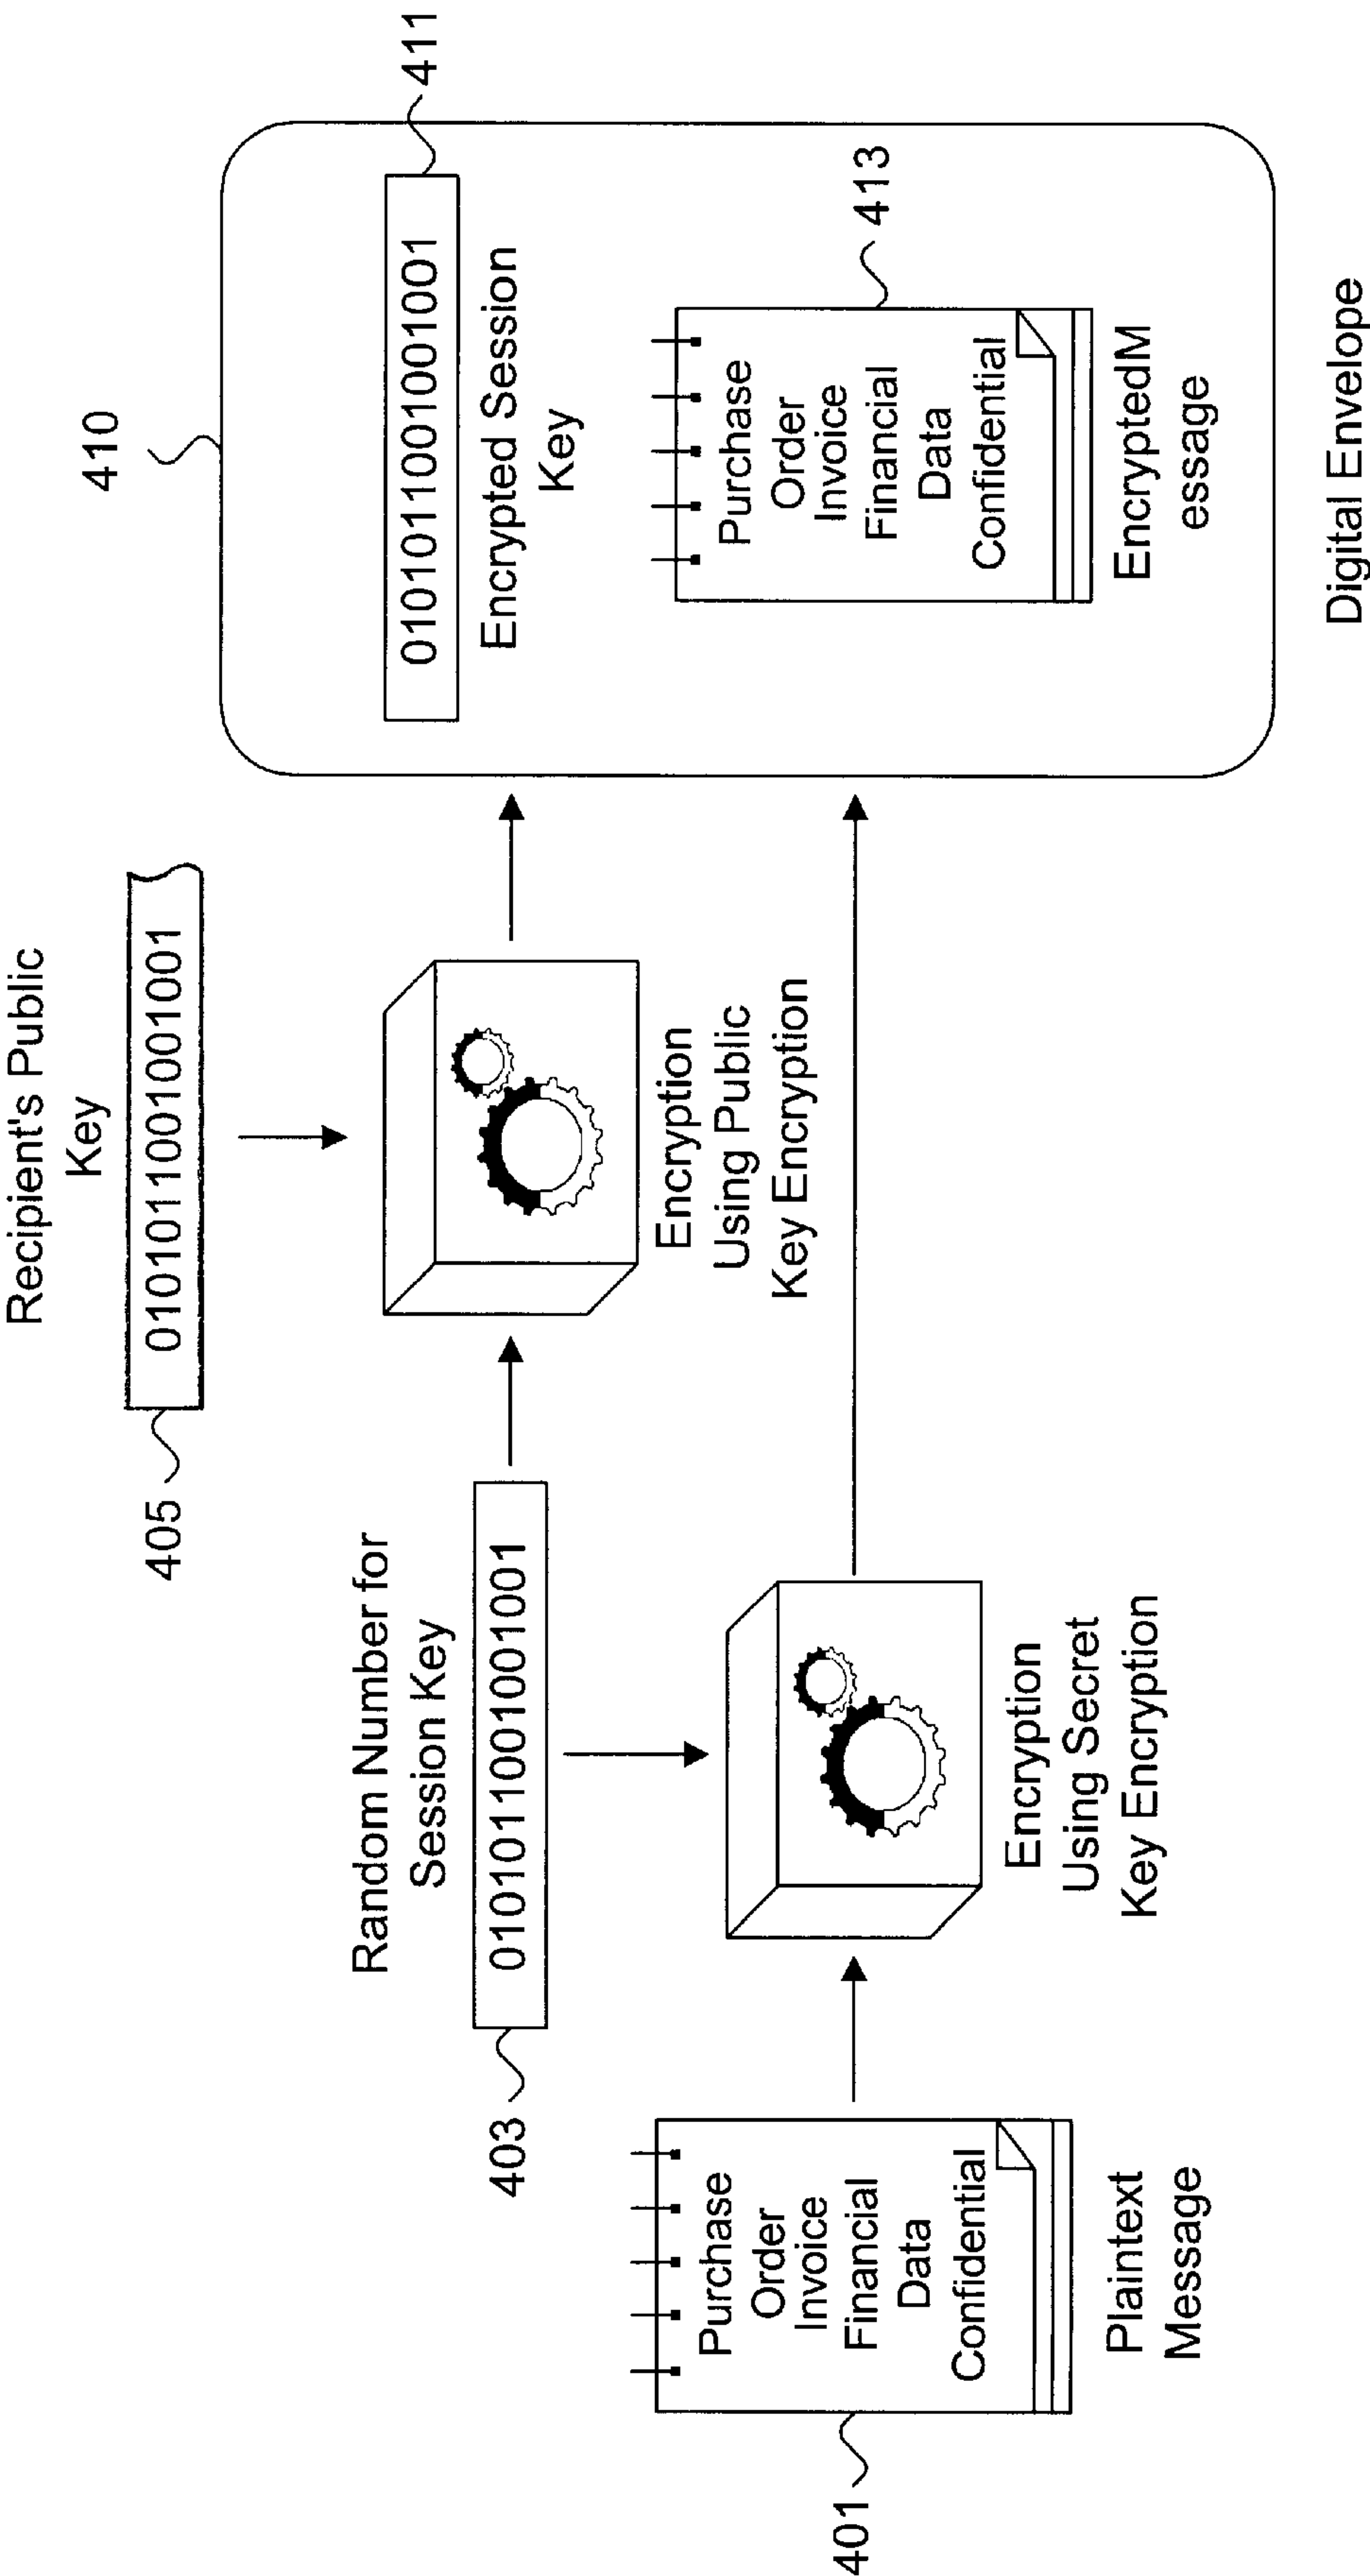 Recipient's Public
Key
405
0101011001001001
410
411
0101011001001001
Encrypted Session
Key
Random Number for
Session Key
403
0101011001001001
Encryption
Using Public
Key Encryption
413
Purchase
Order
Invoice
Financial
Data
Confidential
EncryptedM
essage
401
Purchase
Order
Invoice
Financial
Data
Confidential
Plaintext
Message
Encryption
Using Secret
Key Encryption
Digital Envelope